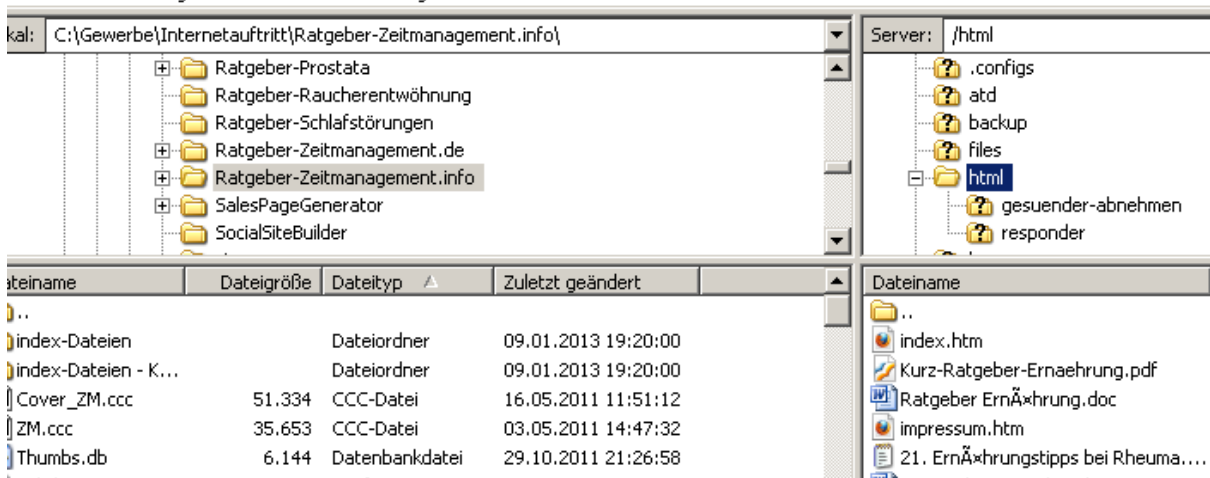 kal: C:\Gewerbe\Internetauftritt\Ratgeber-Zeitmanagement.info\
Ratgeber-Prostata
Ratgeber-Raucherentwöhnung
Ratgeber-Schlafstörungen
Ratgeber-Zeitmanagement.de
Ratgeber-Zeitmanagement.info
SalesPageGenerator
SocialSiteBuilder
Server: /html
.configs
atd
backup
files
html
gesuender-abnehmen
responder
ateiname Dateigröße Dateityp Zuletzt geändert
..
index-Dateien Dateiordner 09.01.2013 19:20:00
index-Dateien - K... Dateiordner 09.01.2013 19:20:00
Cover_ZM.ccc 51.334 CCC-Datei 16.05.2011 11:51:12
ZM.ccc 35.653 CCC-Datei 03.05.2011 14:47:32
Thumbs.db 6.144 Datenbankdatei 29.10.2011 21:26:58
Dateiname
..
index.htm
Kurz-Ratgeber-Ernaehrung.pdf
Ratgeber ErnÃ¤hrung.doc
impressum.htm
21. ErnÃ¤hrungstipps bei Rheuma....